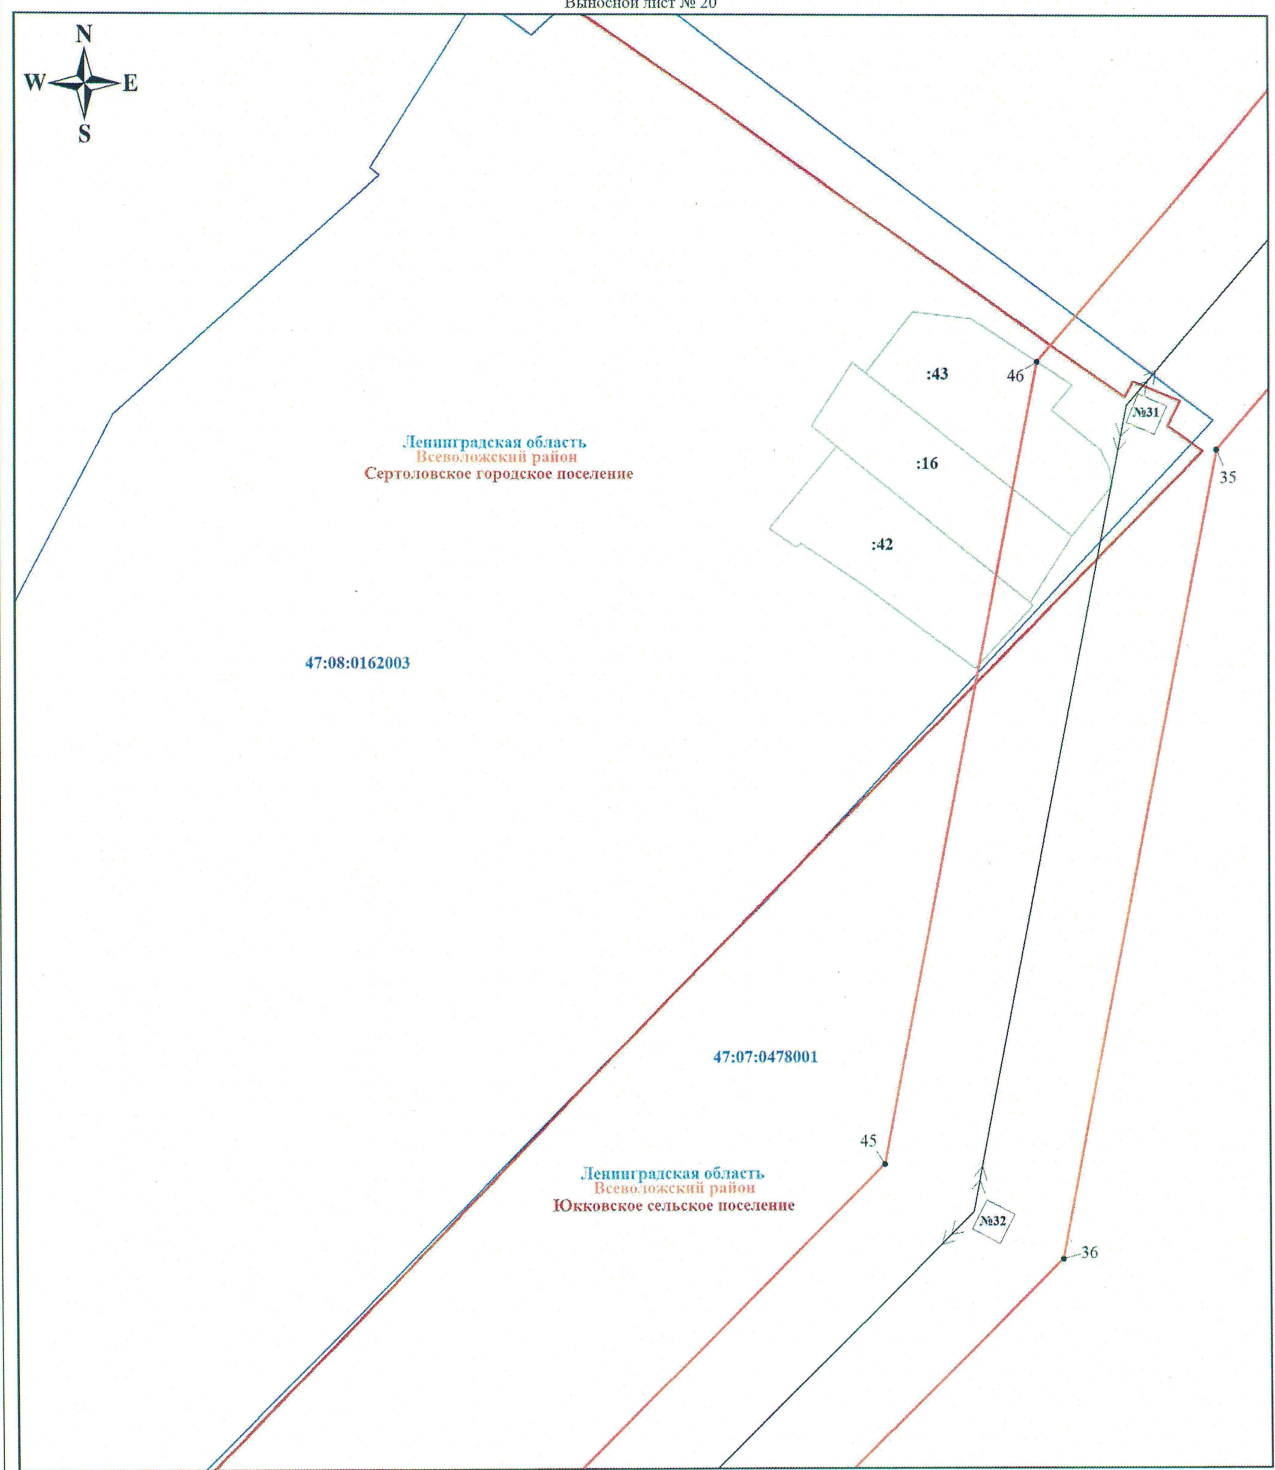 Выносной лист № 20
N
W E
S
:43
46
№31
Ленинградская область
Всеволожский район
Сертоловское городское поселение
:16
35
:42
47:08:0162003
47:07:0478001
45
Ленинградская область
Всеволожский район
Юкковское сельское поселение
№32
36